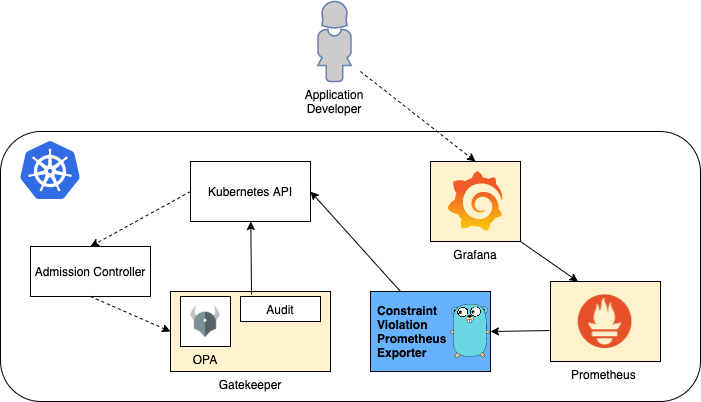 Application
Developer
Kubernetes API
Grafana
Admission Controller
Audit
OPA
Gatekeeper
Constraint
Violation
Prometheus
Exporter
Prometheus